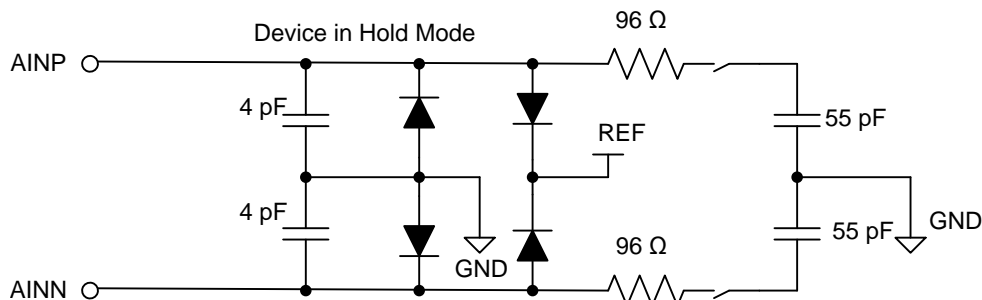 96 Ω
Device in Hold Mode
AINP
4 pF
55 pF
REF
4 pF
GND
55 pF
GND
96 Ω
AINN